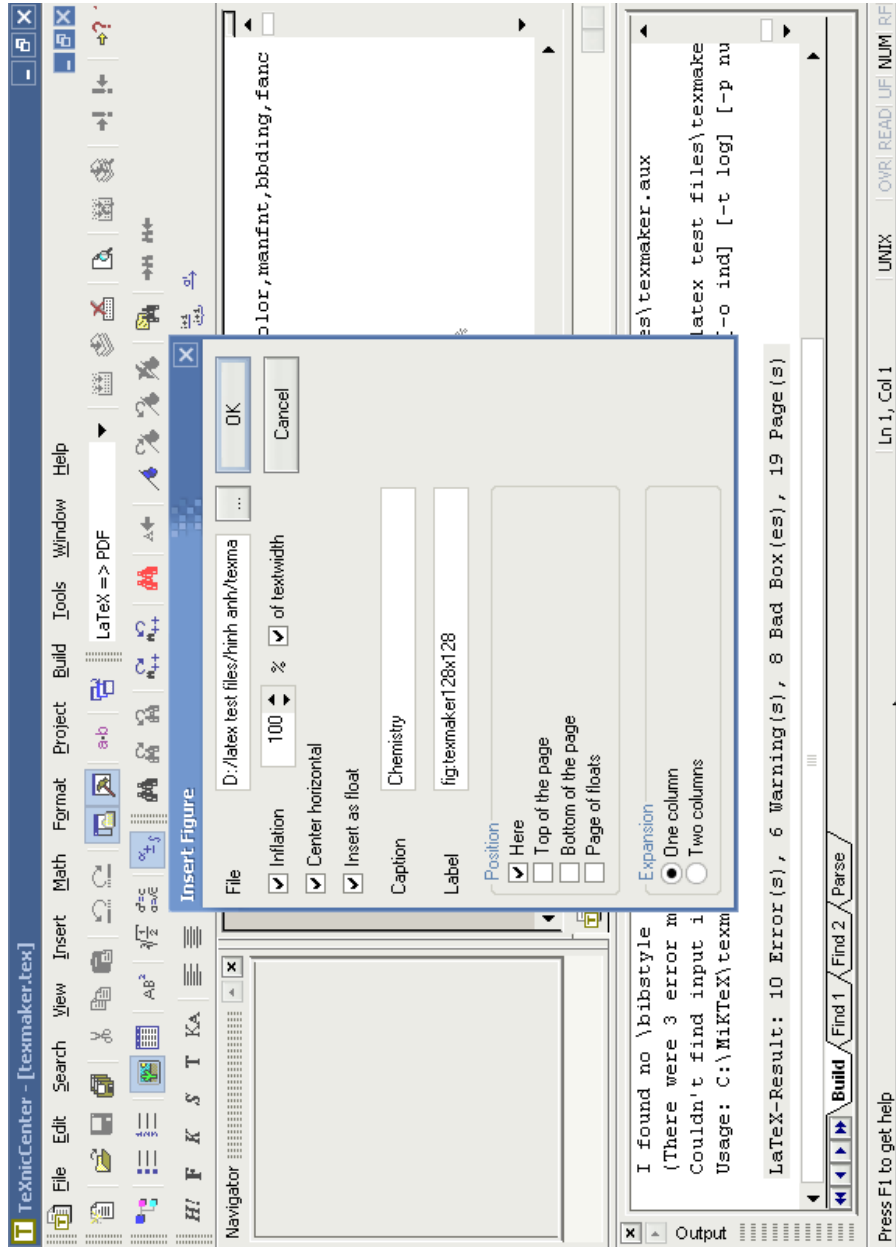 TeXnicCenter - [texmaker.tex]
File Edit Search View Insert Math Format Project Build Tools Window Help
a-b LaTeX => PDF
AB²
H! F K S T KA
Navigator
olor,manfnt,bbding,fanc
Insert Figure
File D:/latex test files/hinh anh/texma ... OK
Inflation 100 % of textwidth Cancel
Center horizontal
Insert as float
Caption Chemistry
Label fig:texmaker128x128
Position
Here
Top of the page
Bottom of the page
Page of floats
Expansion
One column
Two columns
Output
es\texmaker.aux
I found no \bibstyle
(There were 3 error m
Couldn't find input i latex test files\texmake
Usage: C:\MiKTeX\texm [-o ind] [-t log] [-p nu
LaTeX-Result: 10 Error(s), 6 Warning(s), 8 Bad Box(es), 19 Page(s)
Build Find 1 Find 2 Parse
Press F1 to get help Ln 1, Col 1 UNIX OVR READ UF NUM RF